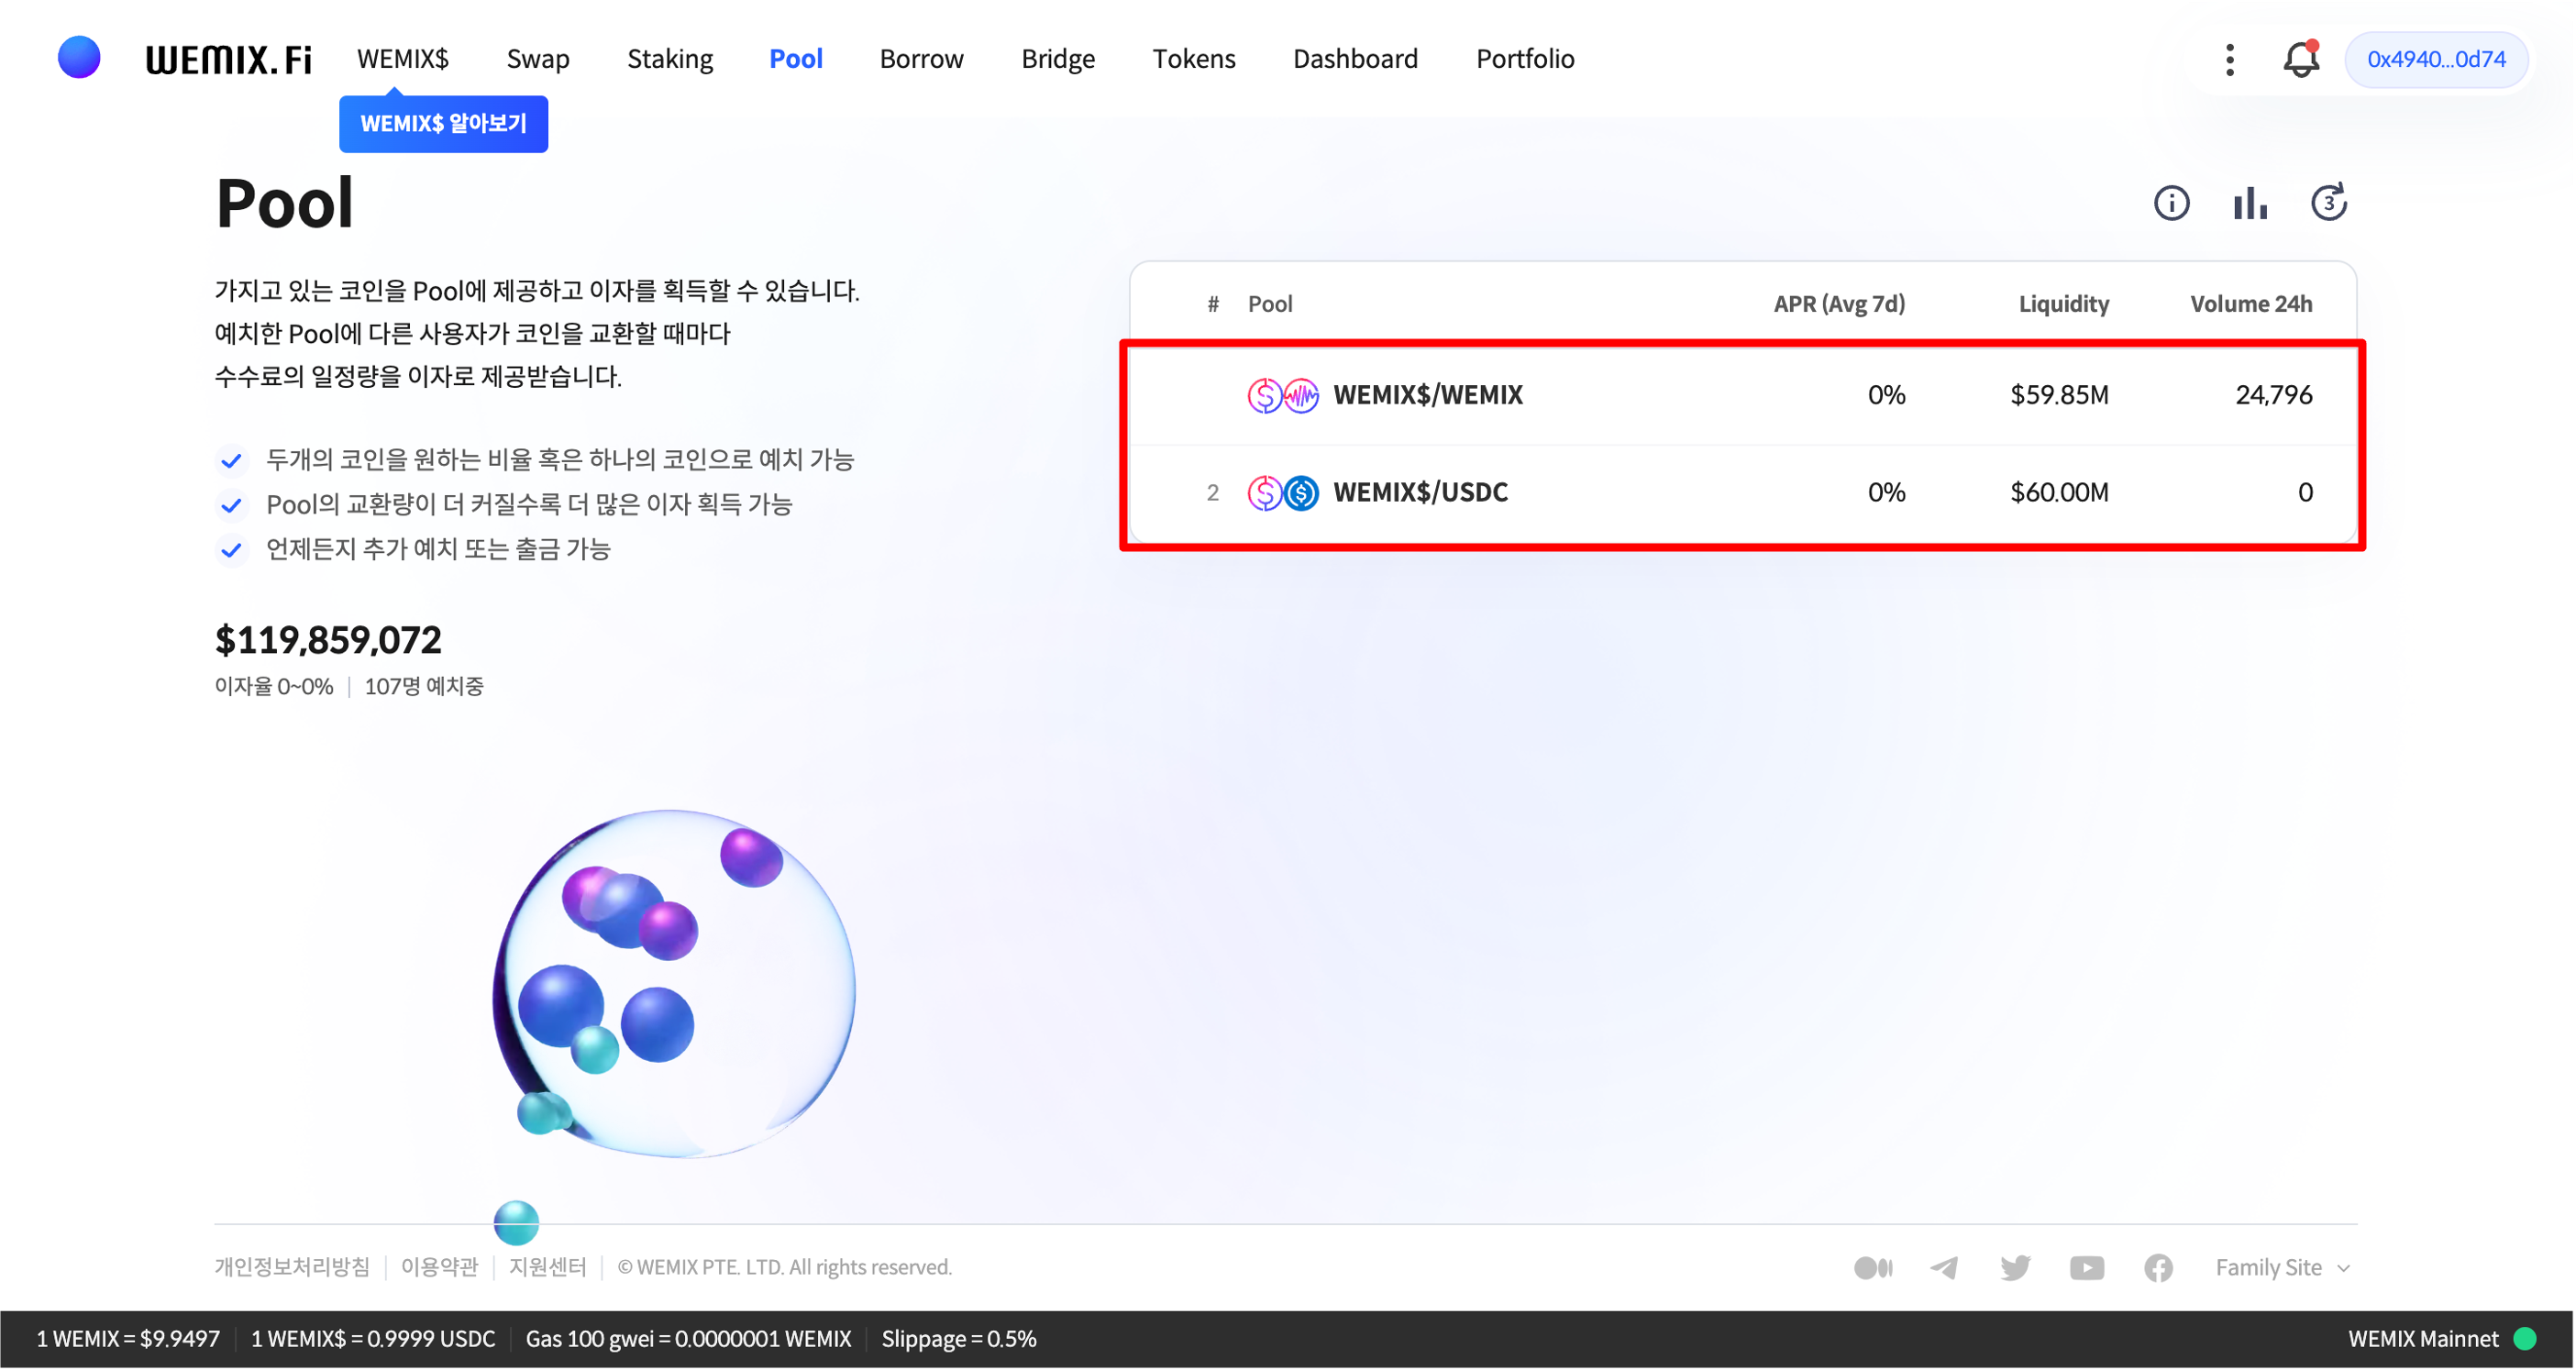 WEMIX.Fi WEMIX$ Swap Staking Pool Borrow Bridge Tokens Dashboard Portfolio 0x4940...0d74
WEMIX$ 알아보기
Pool
3
가지고 있는 코인을 Pool에 제공하고 이자를 획득할 수 있습니다.
예치한 Pool에 다른 사용자가 코인을 교환할 때마다
수수료의 일정량을 이자로 제공받습니다.
두개의 코인을 원하는 비율 혹은 하나의 코인으로 예치 가능
Pool의 교환량이 더 커질수록 더 많은 이자 획득 가능
언제든지 추가 예치 또는 출금 가능
$119,859,072
이자율 0~0% | 107명 예치중
# Pool APR (Avg 7d) Liquidity Volume 24h
WEMIX$/WEMIX 0% $59.85M 24,796
2 WEMIX$/USDC 0% $60.00M 0
개인정보처리방침 | 이용약관 | 지원센터 | © WEMIX PTE. LTD. All rights reserved. Family Site
1 WEMIX = $9.9497 | 1 WEMIX$ = 0.9999 USDC | Gas 100 gwei = 0.0000001 WEMIX | Slippage = 0.5% WEMIX Mainnet